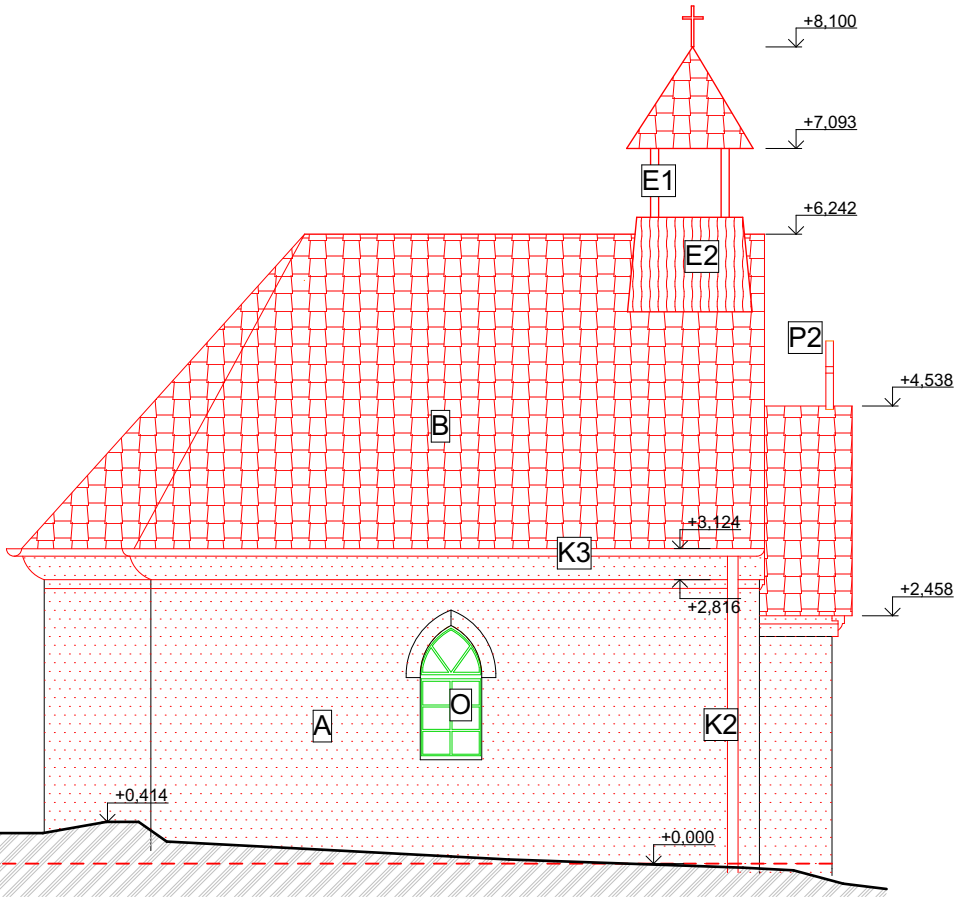 +8,100
+7,093
E1
+6,242
E2
P2
+4,538
B
+3,124
K3
+2,458
+2,816
O
A
K2
+0,414
+0,000